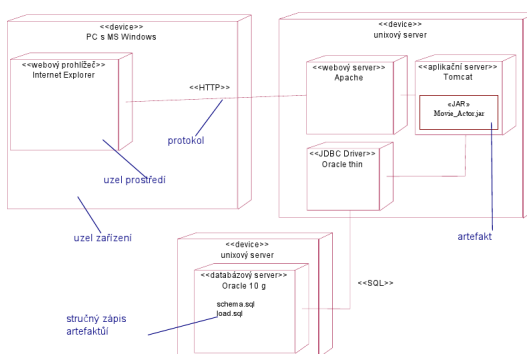 <<device>>
PC s MS Windows
<<webový prohlížeč>>
Internet Explorer
<<HTTP>>
protokol
uzel prostředí
uzel zařízení
<<device>>
unixový server
<<webový server>>
Apache
<<aplikační server>>
Tomcat
«JAR»
Movie_Actor.jar
<<JDBC Driver>>
Oracle thin
artefakt
<<device>>
unixový server
<<databázový server>>
Oracle 10 g
schema.sql
load.sql
<<SQL>>
stručný zápis
artefaktůí